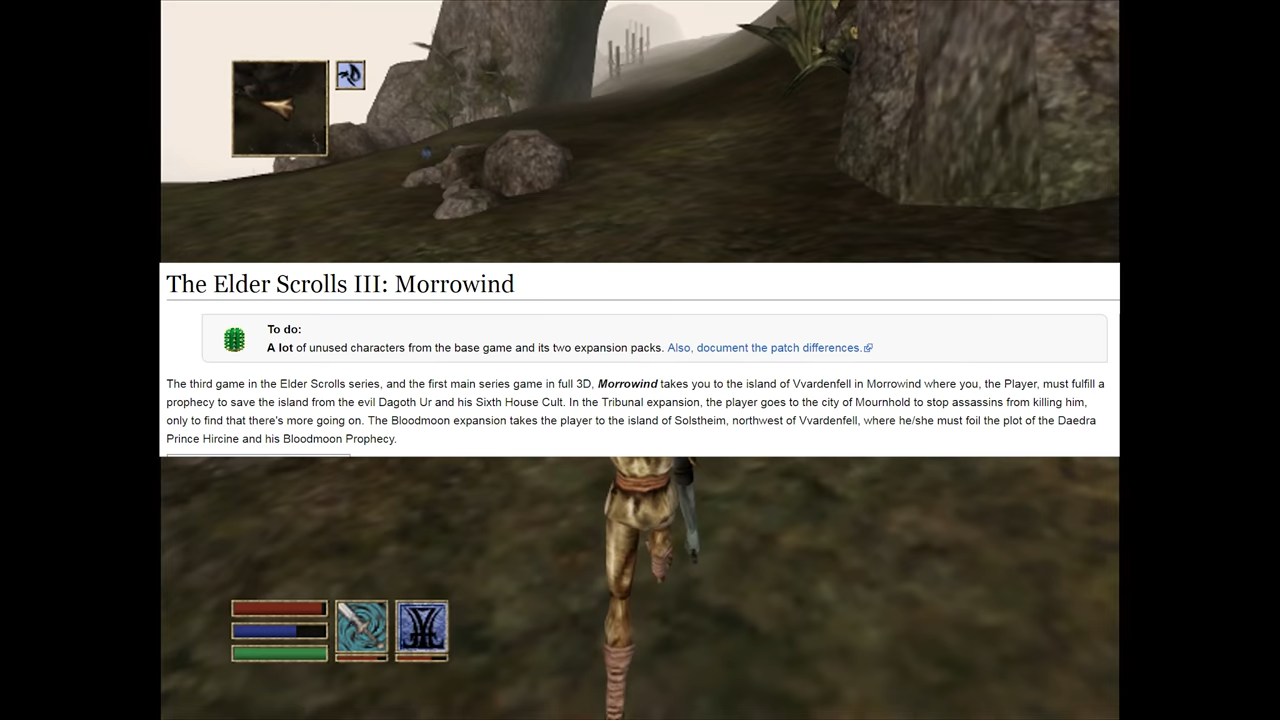 The Elder Scrolls III: Morrowind
To do:
A lot of unused characters from the base game and its two expansion packs. Also, document the patch differences.
The third game in the Elder Scrolls series, and the first main series game in full 3D, Morrowind takes you to the island of Vvardenfell in Morrowind where you, the Player, must fulfill a
prophecy to save the island from the evil Dagoth Ur and his Sixth House Cult. In the Tribunal expansion, the player goes to the city of Mournhold to stop assassins from killing him,
only to find that there's more going on. The Bloodmoon expansion takes the player to the island of Solstheim, northwest of Vvardenfell, where he/she must foil the plot of the Daedra
Prince Hircine and his Bloodmoon Prophecy.